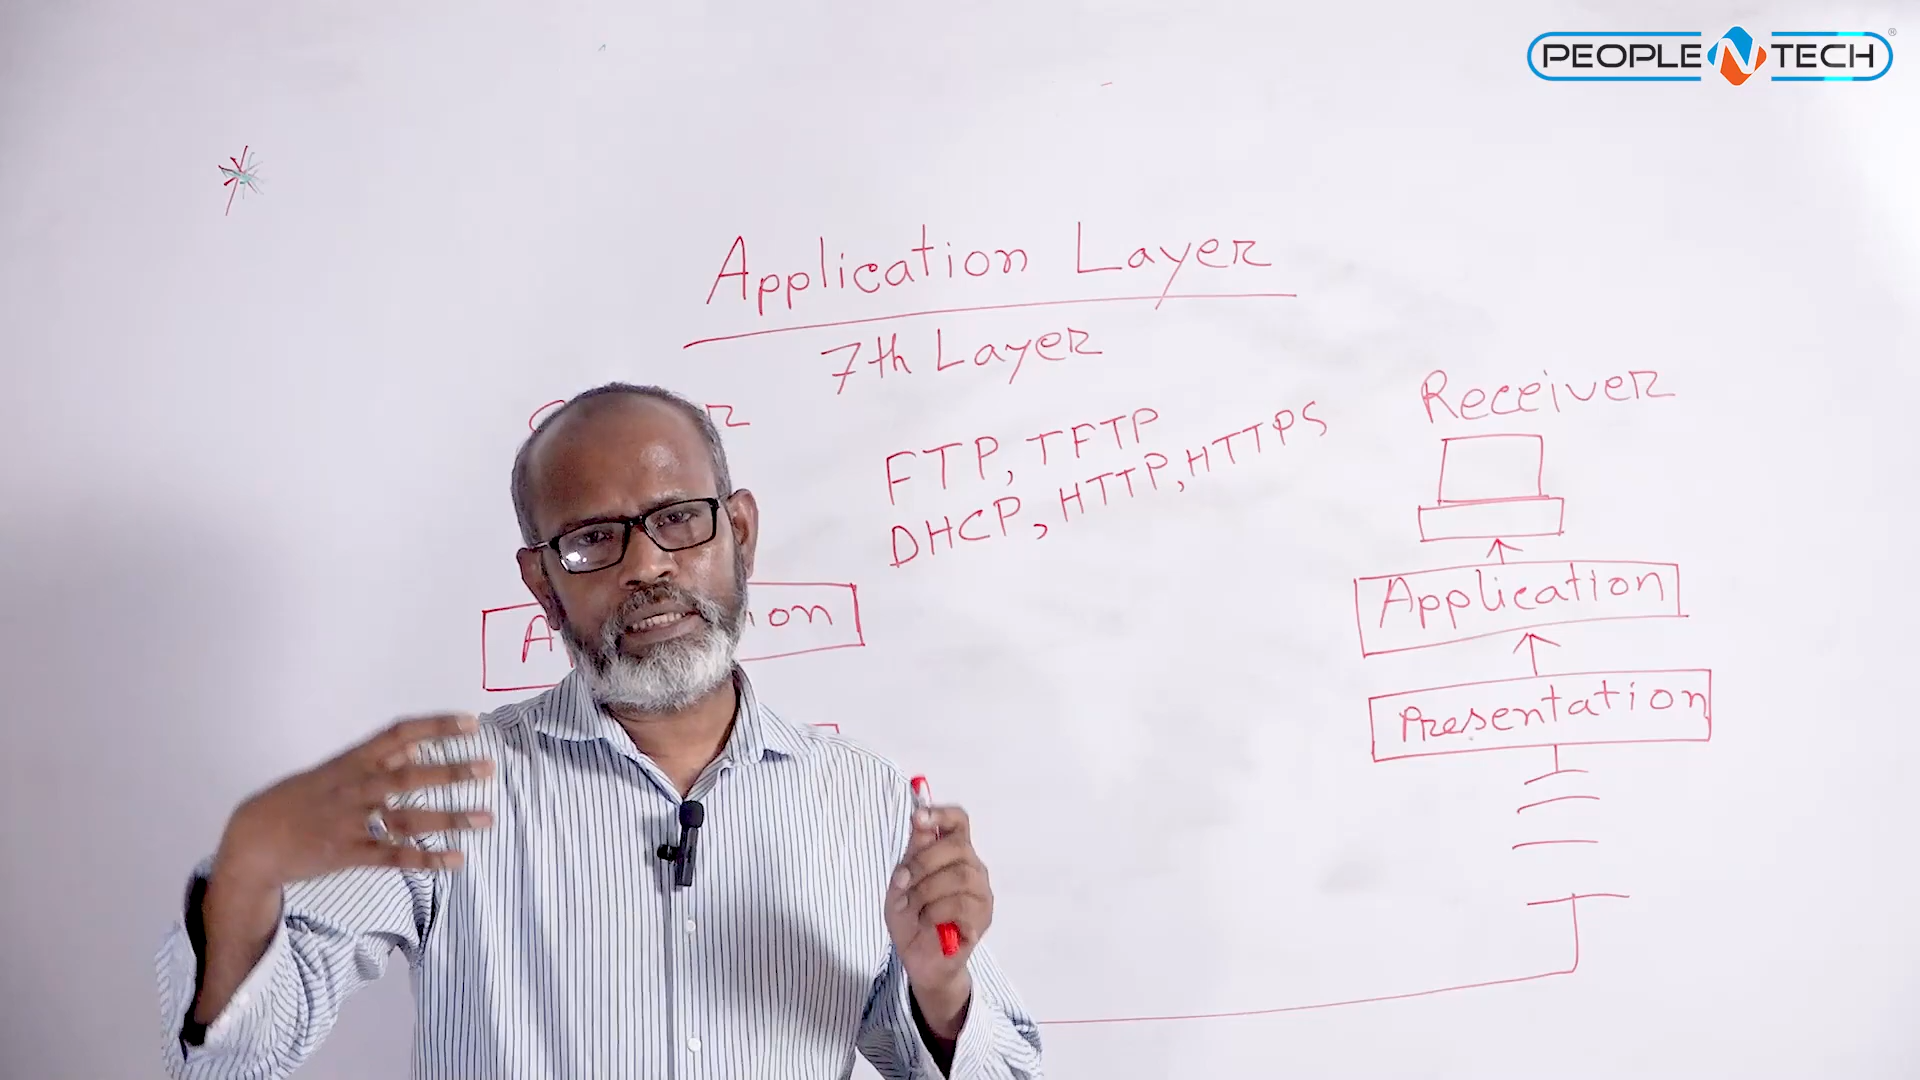 PEOPLE N TECH
Application Layer
7th Layer
FTP, TFTP
DHCP, HTTP, HTTPS
Receiver
Application
Presentation